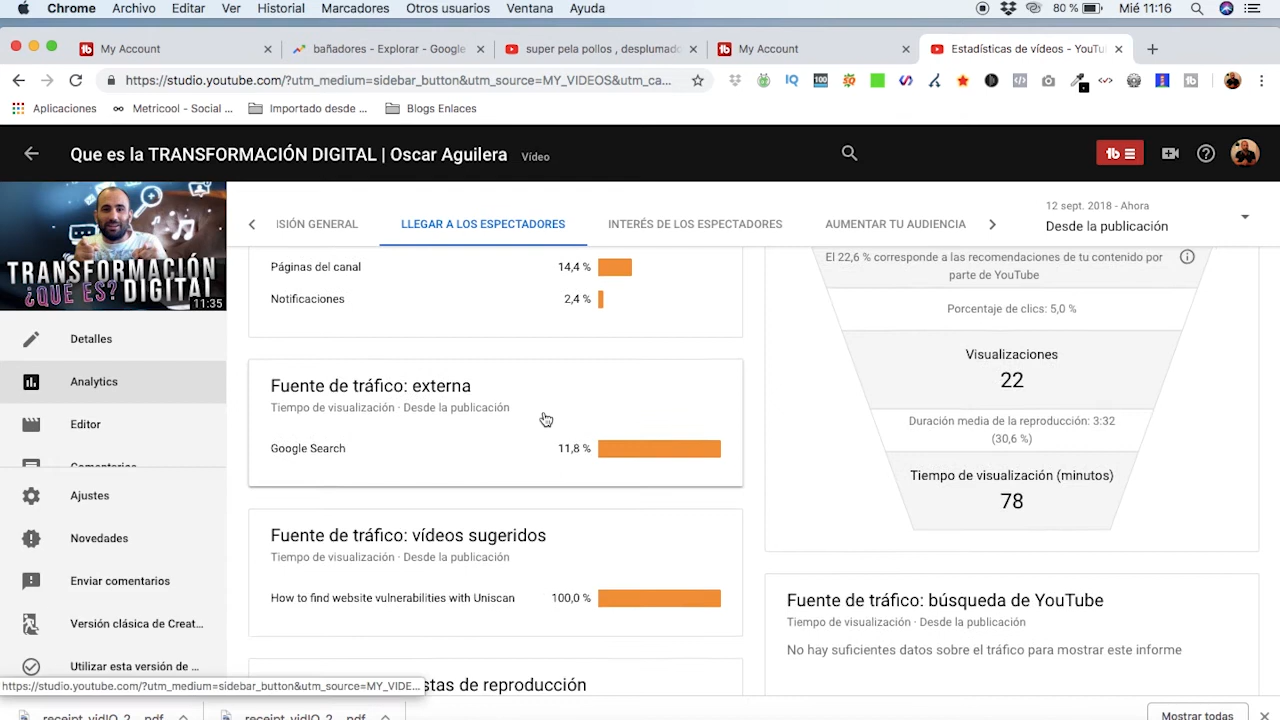 Chrome Archivo Editar Ver Historial Marcadores Otros usuarios Ventana Ayuda 80 % Mié 11:16
My Account bañadores - Explorar - Google super pela pollos , desplumado My Account Estadísticas de vídeos - YouTu
https://studio.youtube.com/?utm_medium=sidebar_button&utm_source=MY_VIDEOS&utm_ca...
Aplicaciones Metricool - Social ... Importado desde ... Blogs Enlaces
Que es la TRANSFORMACIÓN DIGITAL | Oscar Aguilera Vídeo
TRANSFORMACIÓN
¿QUE ES? DIGITAL
11:35
ISIÓN GENERAL LLEGAR A LOS ESPECTADORES INTERÉS DE LOS ESPECTADORES AUMENTAR TU AUDIENCIA
12 sept. 2018 - Ahora
Desde la publicación
Detalles
Analytics
Editor
Comentarios
Ajustes
Novedades
Enviar comentarios
Versión clásica de Creat...
Utilizar esta versión de ...
Páginas del canal 14,4 %
Notificaciones 2,4 %
Fuente de tráfico: externa
Tiempo de visualización · Desde la publicación
Google Search 11,8 %
Fuente de tráfico: vídeos sugeridos
Tiempo de visualización · Desde la publicación
How to find website vulnerabilities with Uniscan 100,0 %
stas de reproducción
El 22,6 % corresponde a las recomendaciones de tu contenido por
parte de YouTube
Porcentaje de clics: 5,0 %
Visualizaciones
22
Duración media de la reproducción: 3:32
(30,6 %)
Tiempo de visualización (minutos)
78
Fuente de tráfico: búsqueda de YouTube
Tiempo de visualización · Desde la publicación
No hay suficientes datos sobre el tráfico para mostrar este informe
https://studio.youtube.com/?utm_medium=sidebar_button&utm_source=MY_VIDE...
receipt_vidIQ_2....pdf receipt_vidIQ_2....pdf Mostrar todas